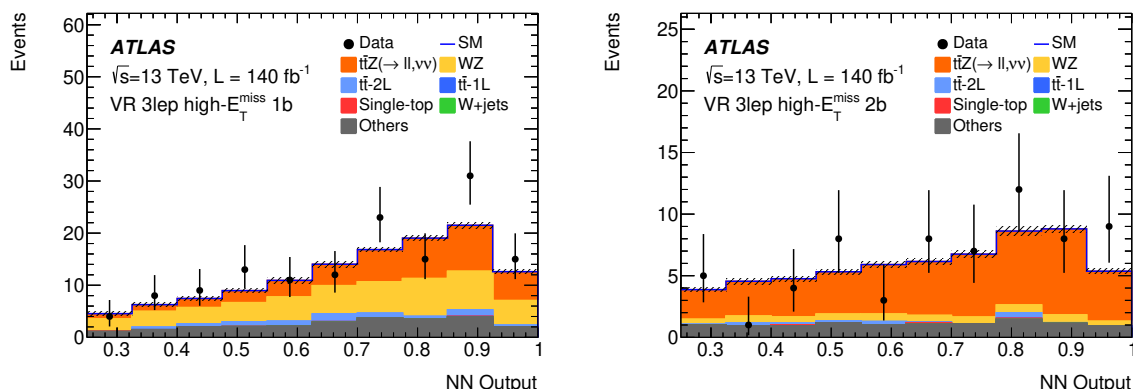 Events
60
50
40
30
20
10
0
ATLAS
√s=13 TeV, L = 140 fb⁻¹
VR 3lep high-E_T^miss 1b
Data
SM
tt̄Z(→ ll,νν)
WZ
tt̄-2L
tt̄-1L
Single-top
W+jets
Others
0.3 0.4 0.5 0.6 0.7 0.8 0.9 1
NN Output
Events
25
20
15
10
5
0
ATLAS
√s=13 TeV, L = 140 fb⁻¹
VR 3lep high-E_T^miss 2b
Data
SM
tt̄Z(→ ll,νν)
WZ
tt̄-2L
tt̄-1L
Single-top
W+jets
Others
0.3 0.4 0.5 0.6 0.7 0.8 0.9 1
NN Output